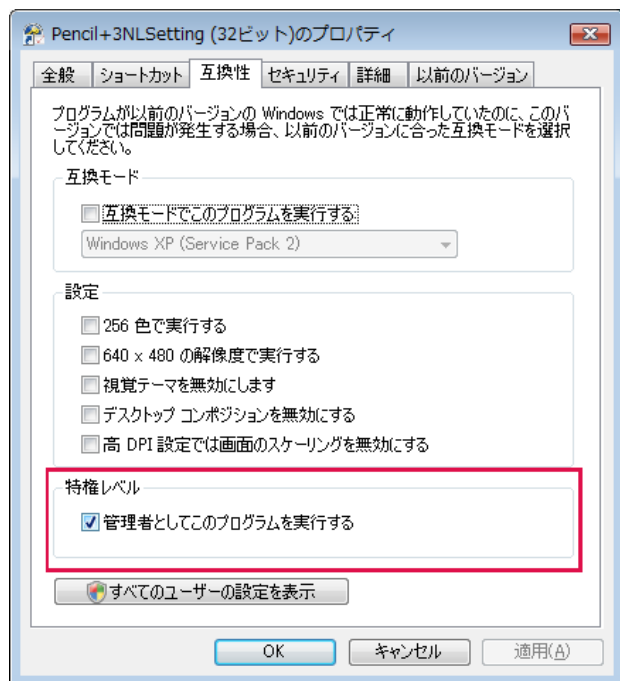 Pencil+3NLSetting (32ビット)のプロパティ
全般 ショートカット 互換性 セキュリティ 詳細 以前のバージョン
プログラムが以前のバージョンの Windows では正常に動作していたのに、このバ
ージョンでは問題が発生する場合、以前のバージョンに合った互換モードを選択
してください。
互換モード
互換モードでこのプログラムを実行する
Windows XP (Service Pack 2)
設定
256 色で実行する
640 x 480 の解像度で実行する
視覚テーマを無効にします
デスクトップ コンポジションを無効にする
高 DPI 設定では画面のスケーリングを無効にする
特権レベル
管理者としてこのプログラムを実行する
すべてのユーザーの設定を表示
OK キャンセル 適用(A)